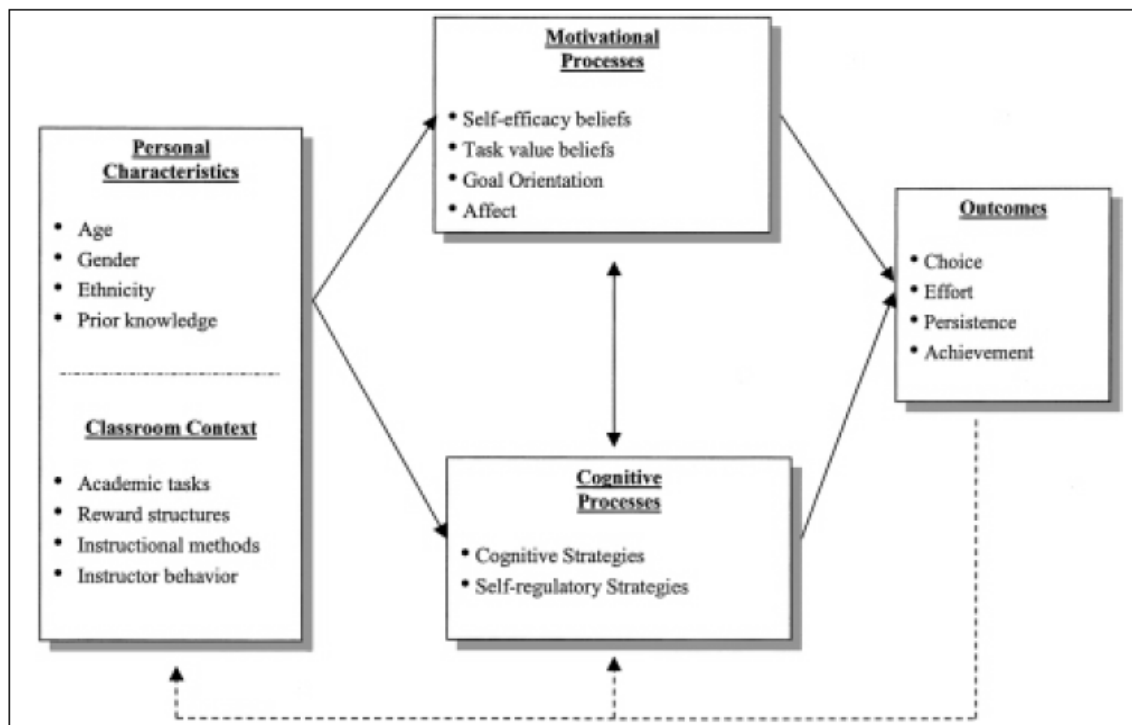 Personal
Characteristics
• Age
• Gender
• Ethnicity
• Prior knowledge
Classroom Context
• Academic tasks
• Reward structures
• Instructional methods
• Instructor behavior
Motivational
Processes
• Self-efficacy beliefs
• Task value beliefs
• Goal Orientation
• Affect
Cognitive
Processes
• Cognitive Strategies
• Self-regulatory Strategies
Outcomes
• Choice
• Effort
• Persistence
• Achievement